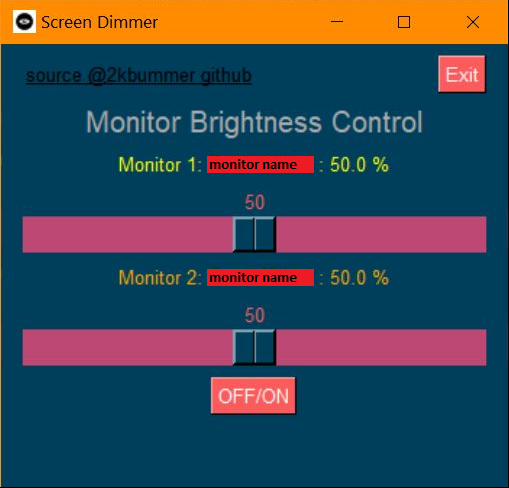 Screen Dimmer
source @2kbummer github
Exit
Monitor Brightness Control
Monitor 1: monitor name : 50.0 %
50
Monitor 2: monitor name : 50.0 %
50
OFF/ON